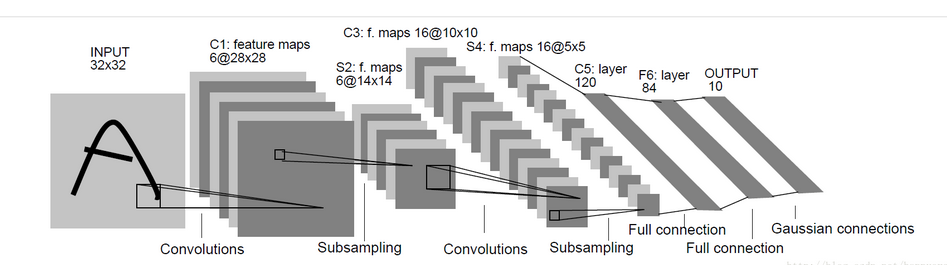 INPUT
32x32
C1: feature maps
6@28x28
S2: f. maps
6@14x14
C3: f. maps 16@10x10
S4: f. maps 16@5x5
C5: layer
120
F6: layer
84
OUTPUT
10
Convolutions
Subsampling
Convolutions
Subsampling
Full connection
Full connection
Gaussian connections